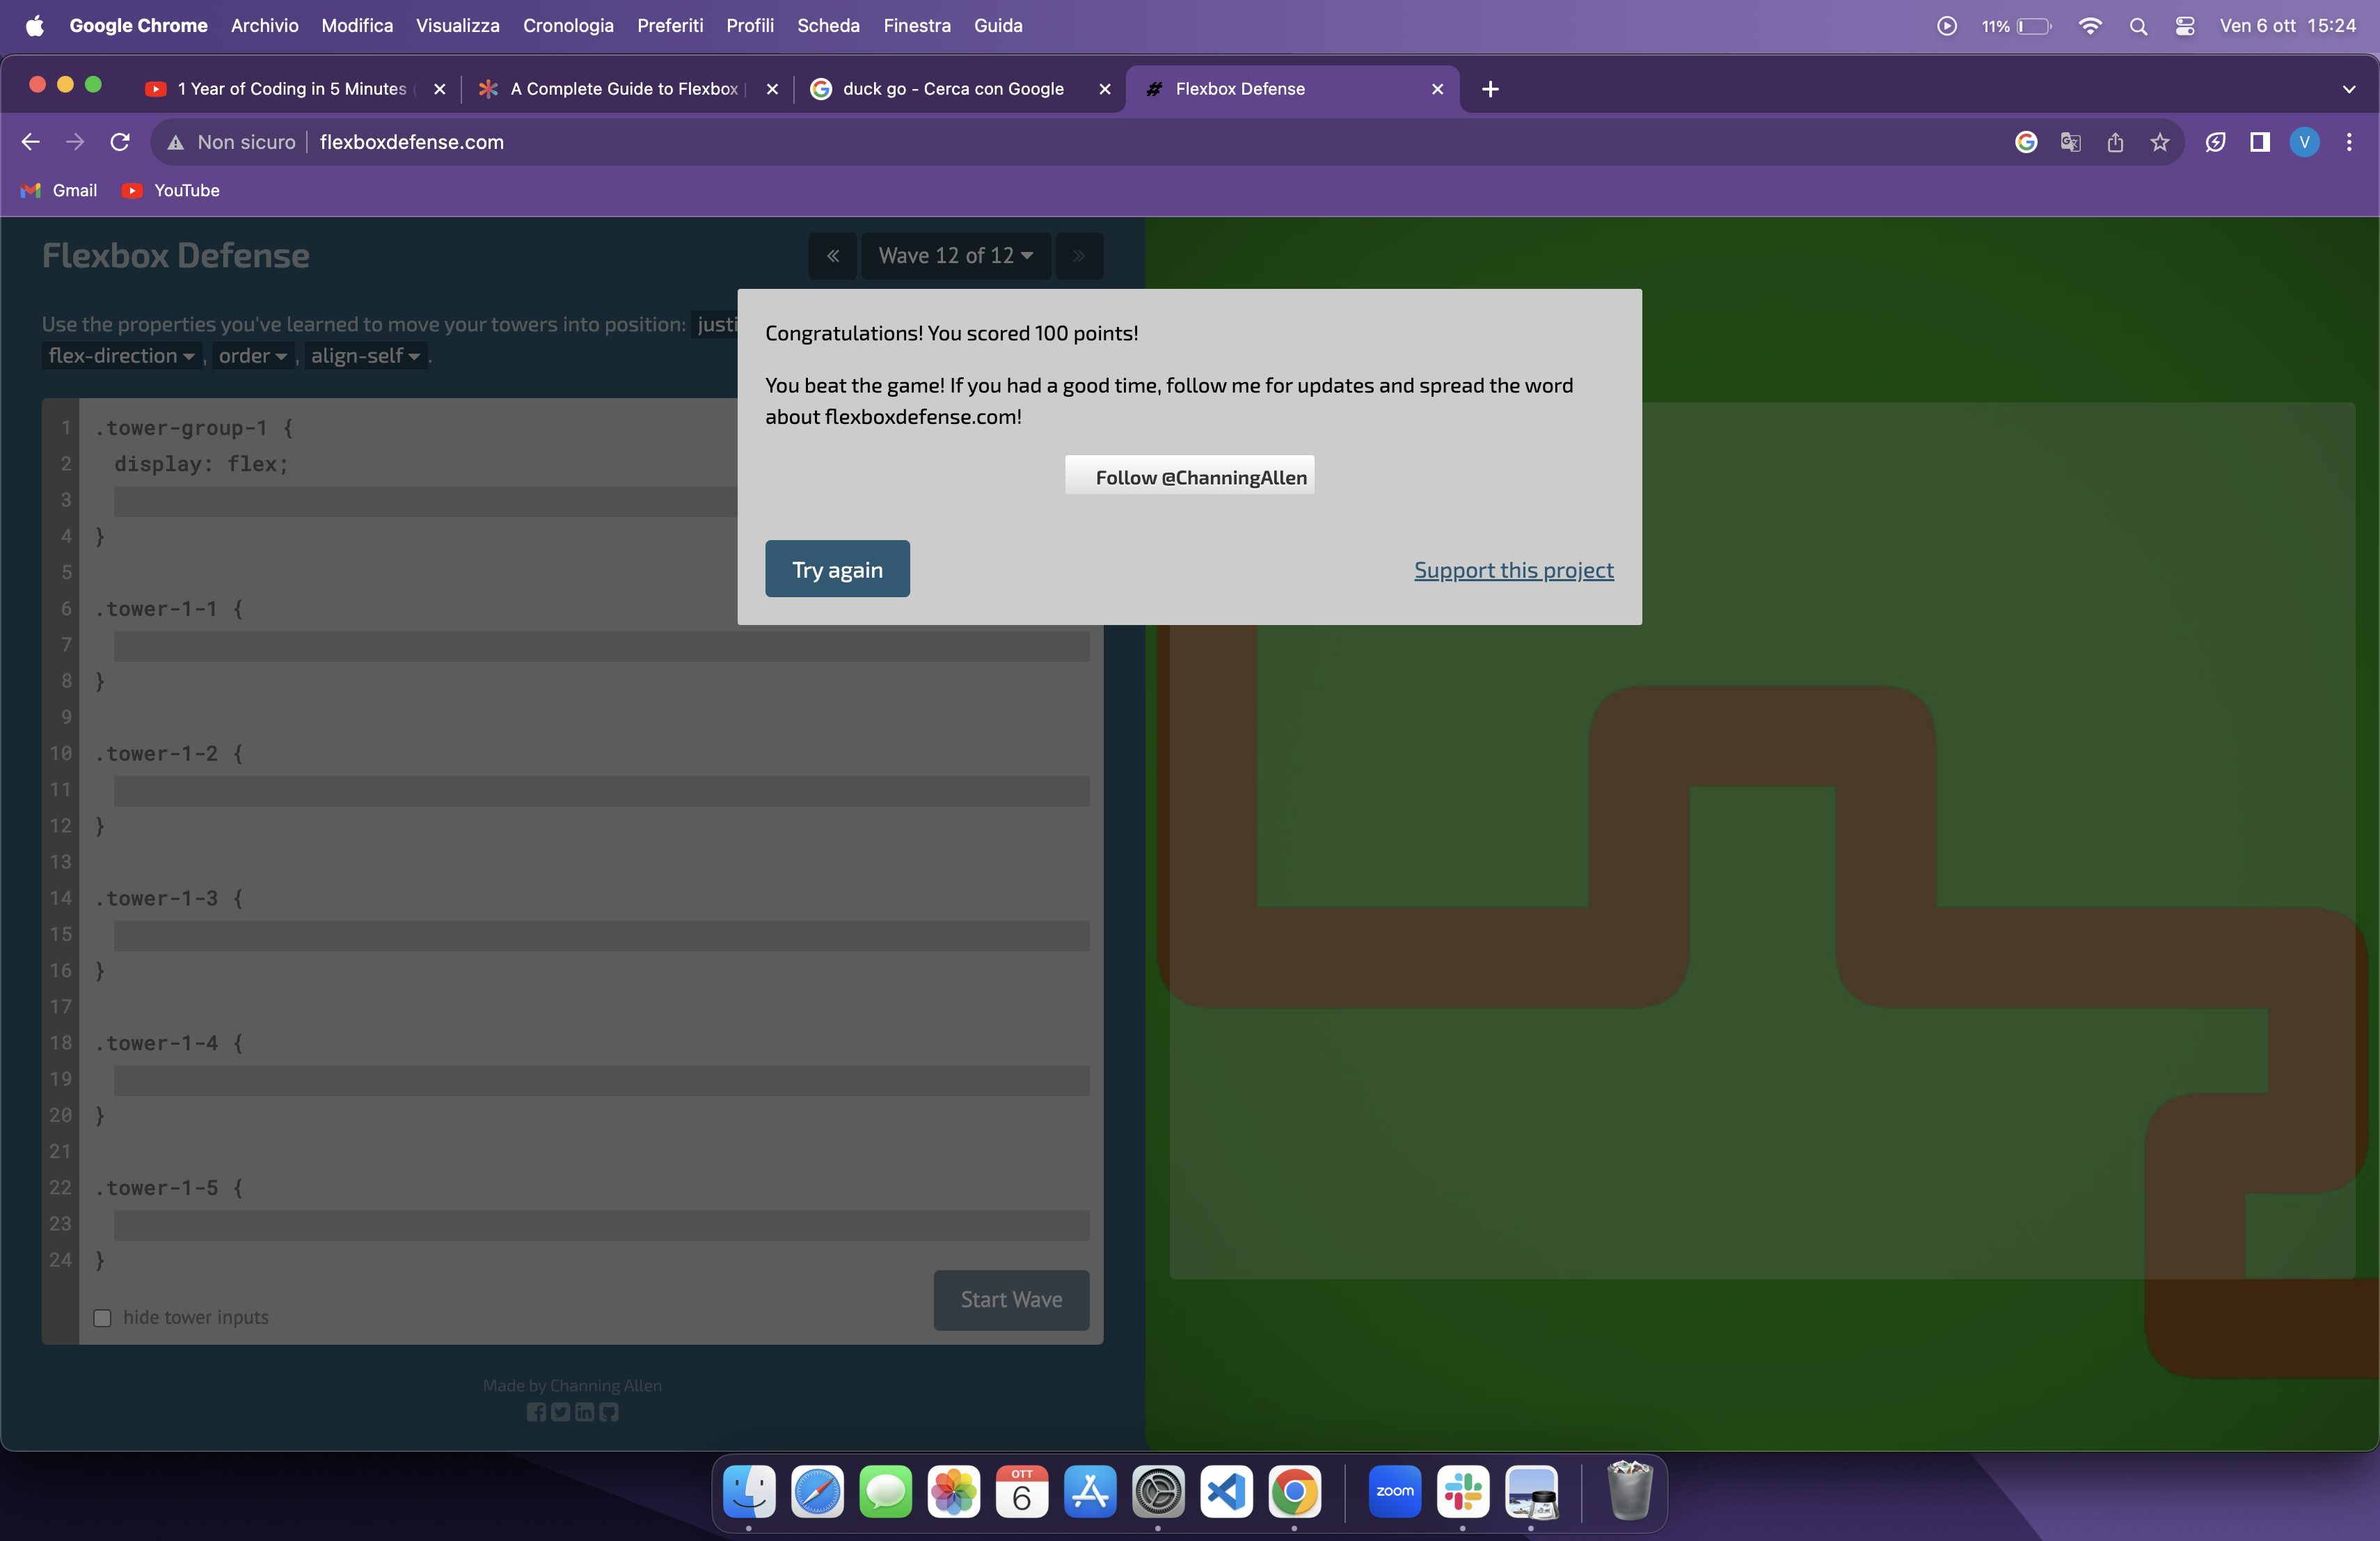 Google Chrome Archivio Modifica Visualizza Cronologia Preferiti Profili Scheda Finestra Guida 11% Ven 6 ott 15:24
1 Year of Coding in 5 Minutes A Complete Guide to Flexbox duck go - Cerca con Google Flexbox Defense
Non sicuro flexboxdefense.com V
Gmail YouTube
Flexbox Defense « Wave 12 of 12 »
Use the properties you've learned to move your towers into position: justi
flex-direction , order , align-self .
Congratulations! You scored 100 points!
You beat the game! If you had a good time, follow me for updates and spread the word
about flexboxdefense.com!
Follow @ChanningAllen
Try again Support this project
1 .tower-group-1 {
2 display: flex;
3
4 }
5
6 .tower-1-1 {
7
8 }
9
10 .tower-1-2 {
11
12 }
13
14 .tower-1-3 {
15
16 }
17
18 .tower-1-4 {
19
20 }
21
22 .tower-1-5 {
23
24 }
hide tower inputs Start Wave
Made by Channing Allen
OTT
6
zoom